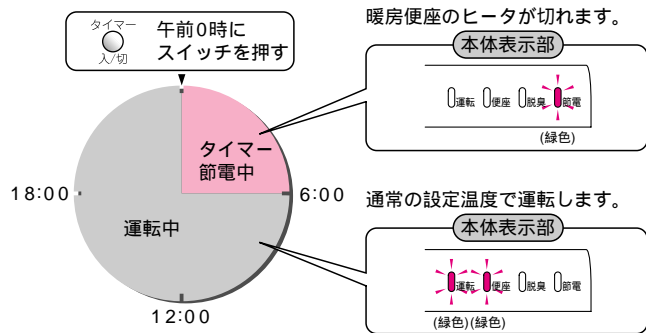 タイマー
入/切
午前0時に
スイッチを押す
タイマー
節電中
18:00
6:00
運転中
12:00
暖房便座のヒータが切れます。
本体表示部
運転 便座 脱臭 節電
(緑色)
通常の設定温度で運転します。
本体表示部
運転 便座 脱臭 節電
(緑色)(緑色)